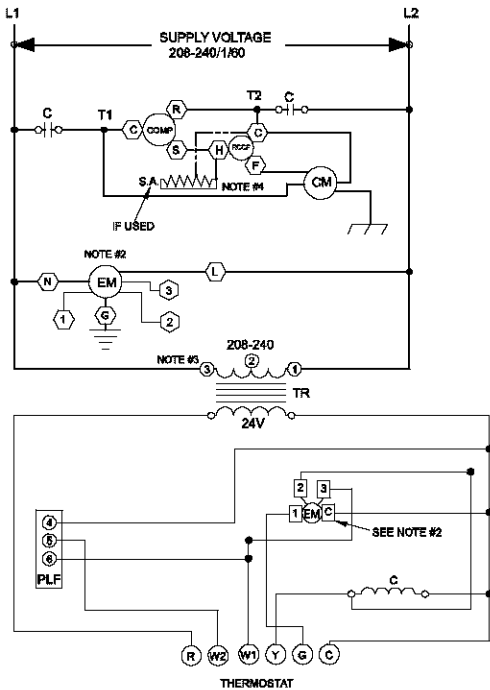 L1 L2
SUPPLY VOLTAGE
208-240/1/60
C T1 R T2 C
C COMP C
S H RCCF
F
S.A. NOTE #4 CM
IF USED
NOTE #2
N EM L
3
1 G 2
208-240
NOTE #3 3 2 1
TR
24V
2 3
4 1 EM C
5 SEE NOTE #2
6
PLF C
R W2 W1 Y G C
THERMOSTAT